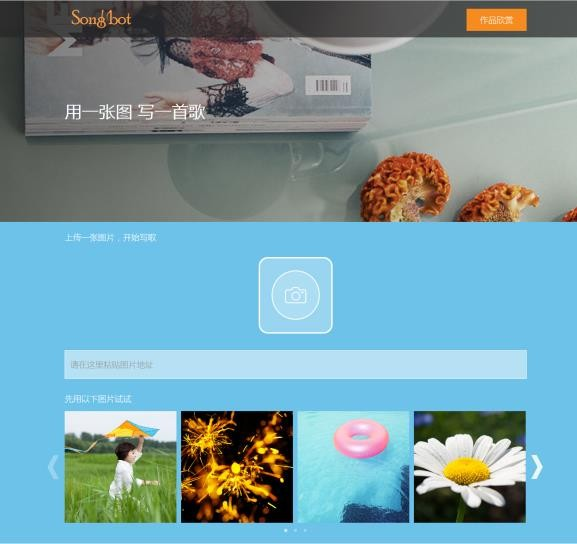 Songbot
作品欣赏
用一张图 写一首歌
上传一张图片，开始写歌
请在这里粘贴图片地址
先用以下图片试试